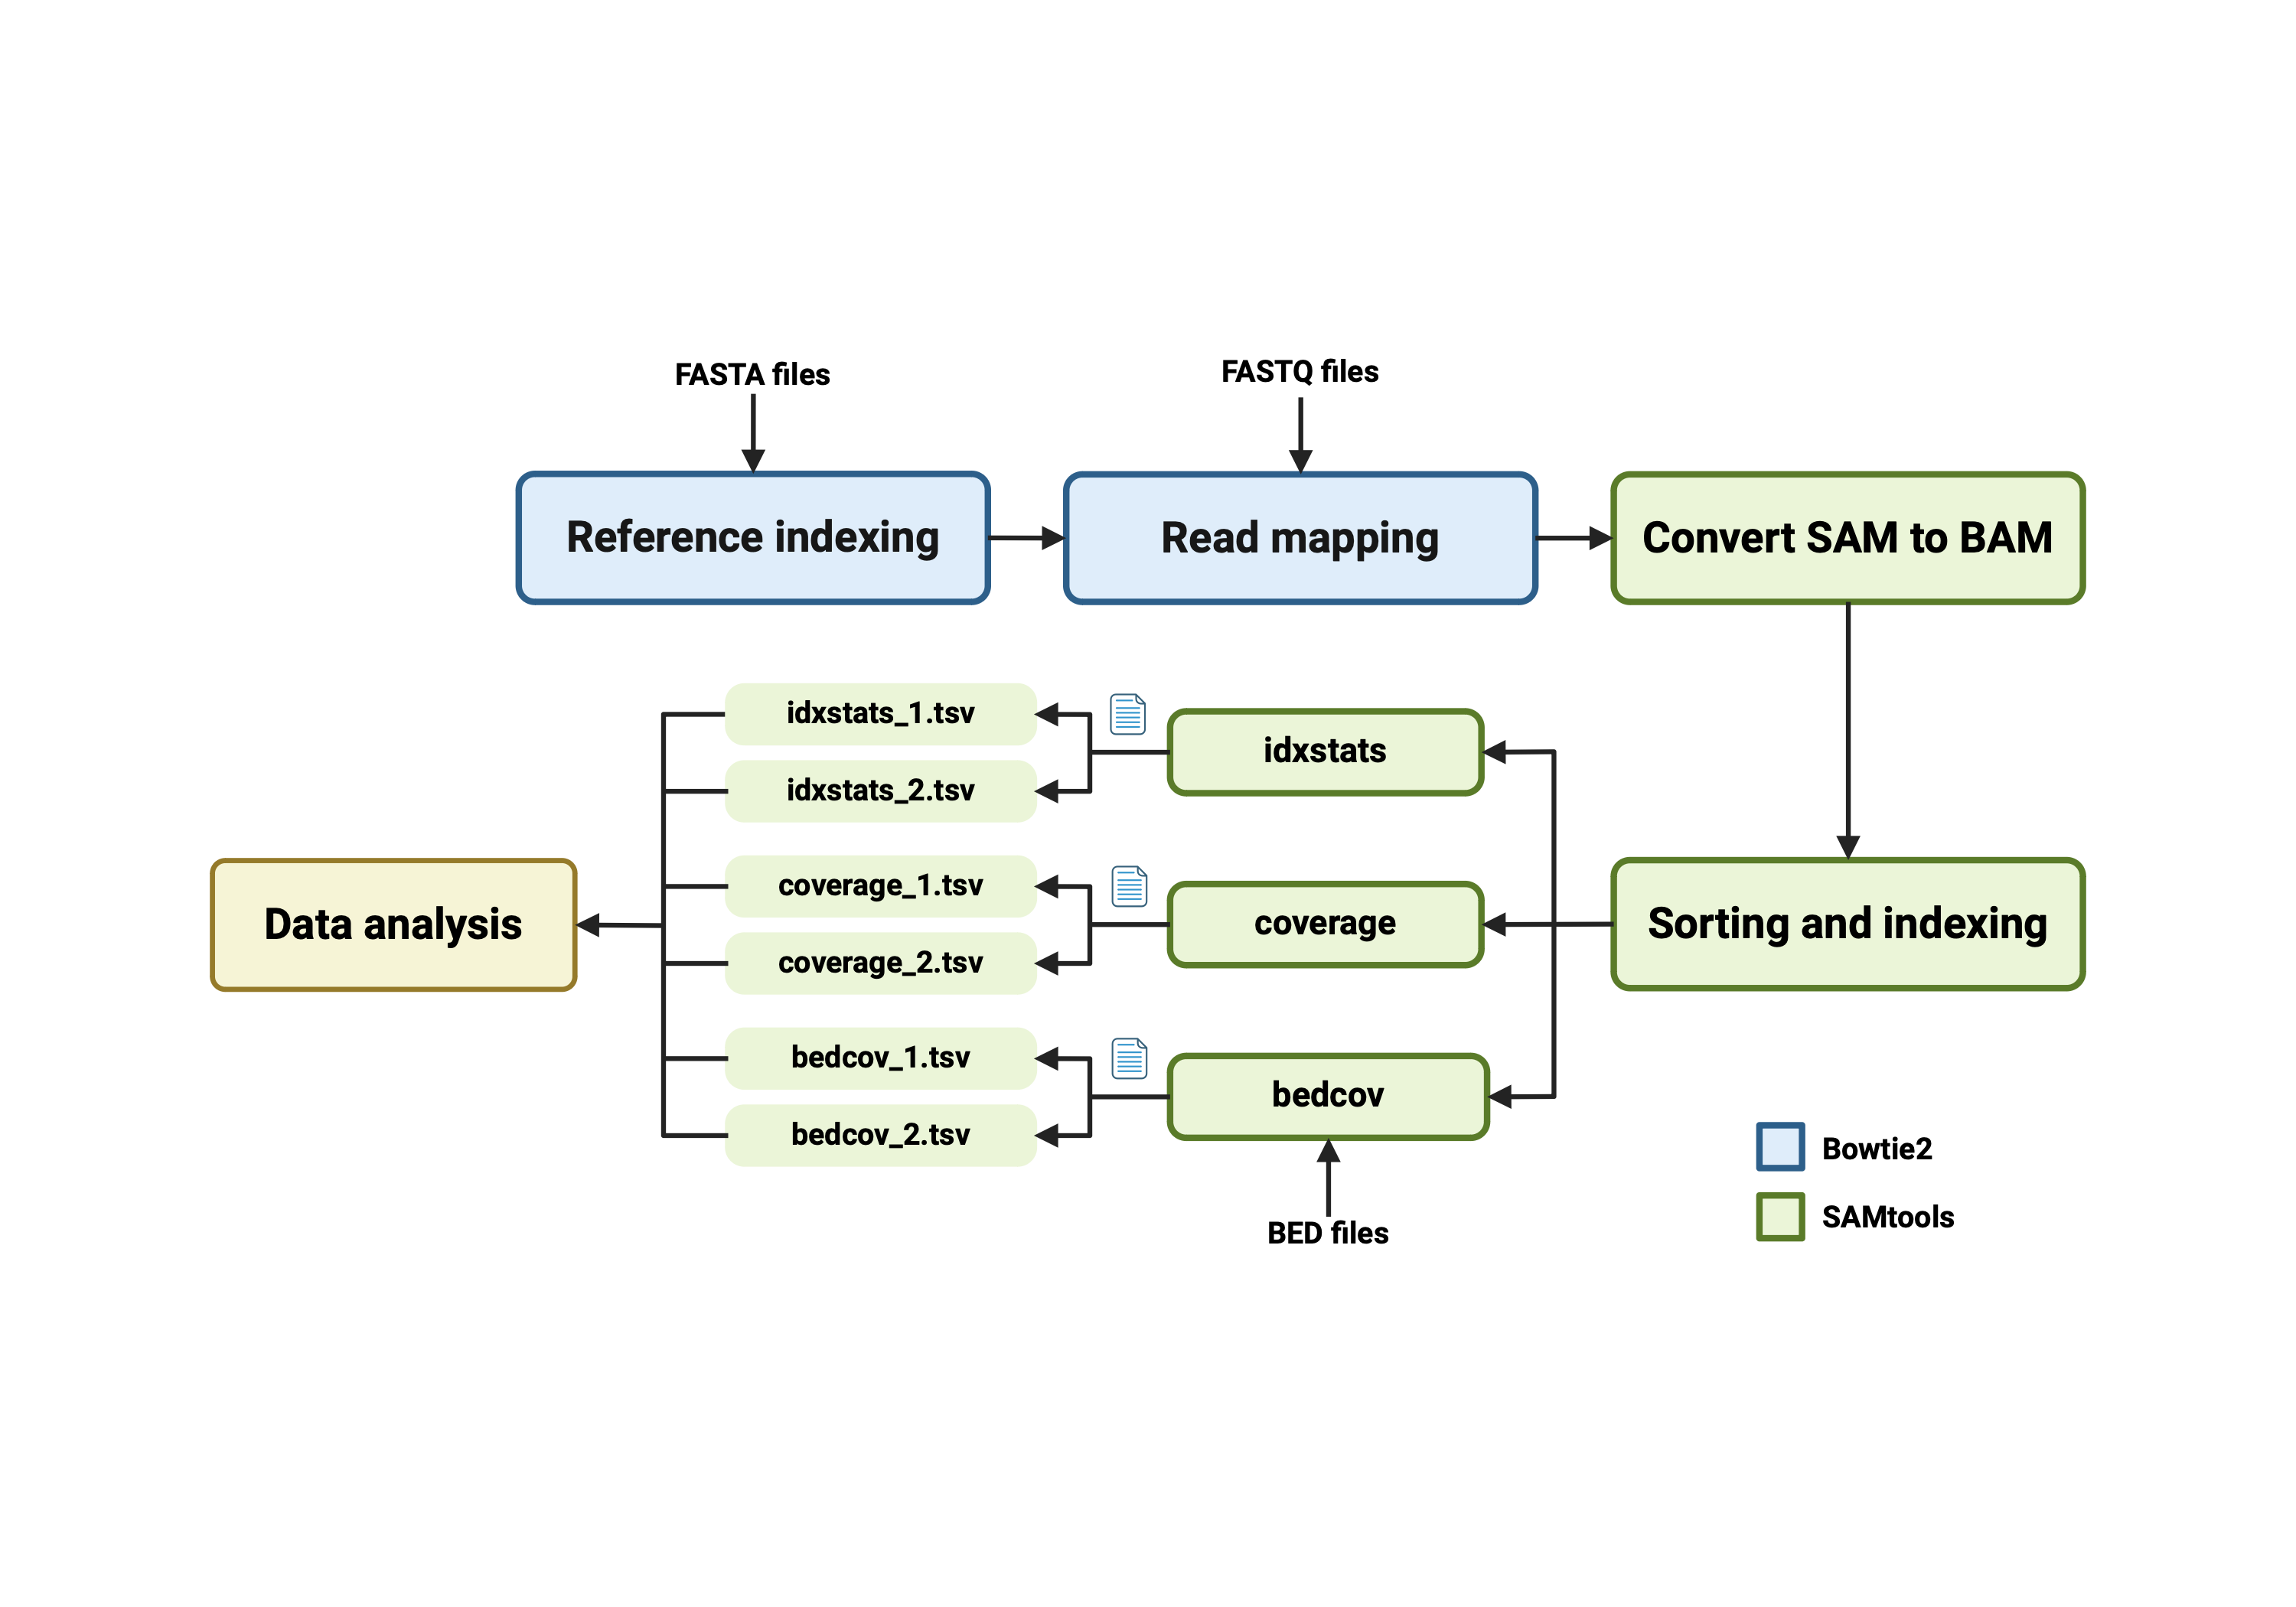 FASTA files
FASTQ files
Reference indexing
Read mapping
Convert SAM to BAM
idxstats_1.tsv
idxstats_2.tsv
idxstats
coverage_1.tsv
coverage_2.tsv
coverage
Data analysis
Sorting and indexing
bedcov_1.tsv
bedcov_2.tsv
bedcov
BED files
Bowtie2
SAMtools